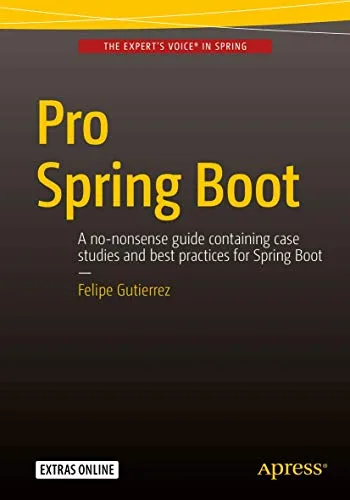 THE EXPERT'S VOICE® IN SPRING
Pro
Spring Boot
A no-nonsense guide containing case
studies and best practices for Spring Boot
—
Felipe Gutierrez
EXTRAS ONLINE
Apress®